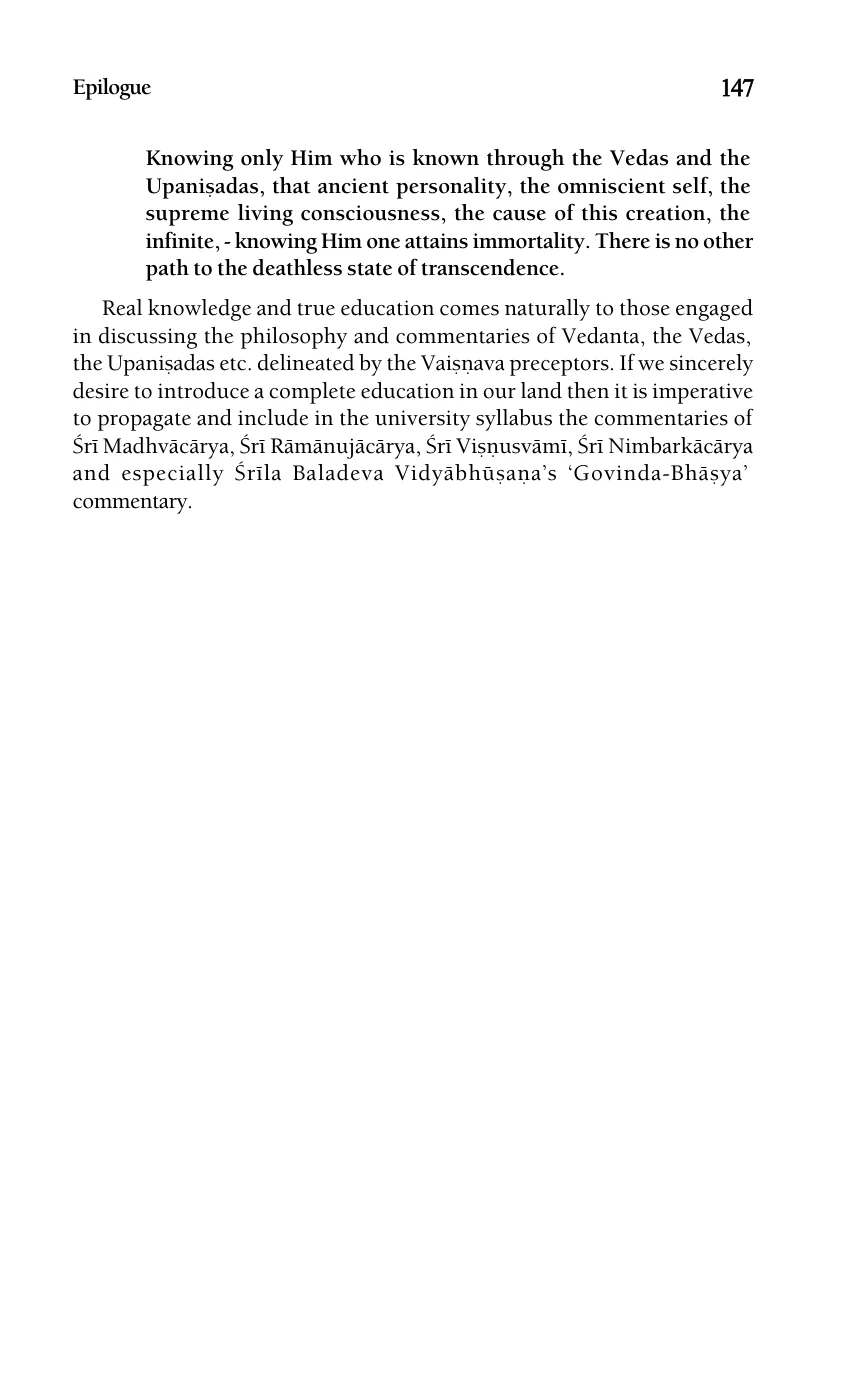 Epilogue 147
Knowing only Him who is known through the Vedas and the
Upaniṣadas, that ancient personality, the omniscient self, the
supreme living consciousness, the cause of this creation, the
infinite, - knowing Him one attains immortality. There is no other
path to the deathless state of transcendence.
Real knowledge and true education comes naturally to those engaged
in discussing the philosophy and commentaries of Vedanta, the Vedas,
the Upaniṣadas etc. delineated by the Vaiṣṇava preceptors. If we sincerely
desire to introduce a complete education in our land then it is imperative
to propagate and include in the university syllabus the commentaries of
Śrī Madhvācārya, Śrī Rāmānujācārya, Śrī Viṣṇusvāmī, Śrī Nimbarkācārya
and especially Śrīla Baladeva Vidyābhūṣaṇa’s ‘Govinda-Bhāṣya’
commentary.